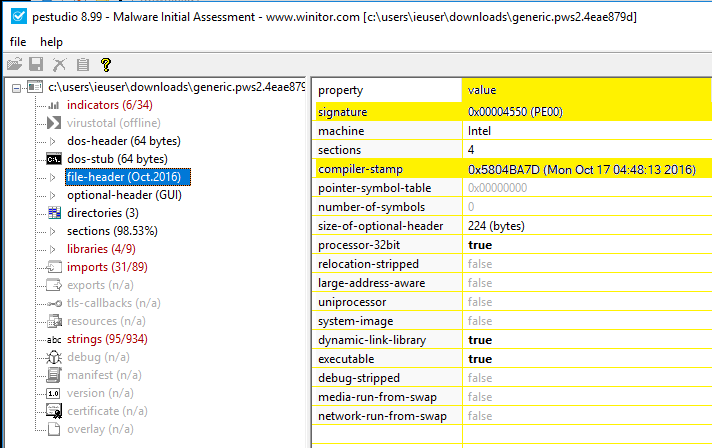 pestudio 8.99 - Malware Initial Assessment - www.winitor.com [c:\users\ieuser\downloads\generic.pws2.4eae879d]
file help
c:\users\ieuser\downloads\generic.pws2.4eae879
indicators (6/34)
virustotal (offline)
dos-header (64 bytes)
dos-stub (64 bytes)
file-header (Oct.2016)
optional-header (GUI)
directories (3)
sections (98.53%)
libraries (4/9)
imports (31/89)
exports (n/a)
tls-callbacks (n/a)
resources (n/a)
abc strings (95/934)
debug (n/a)
manifest (n/a)
1.0 version (n/a)
certificate (n/a)
overlay (n/a)
property value
signature 0x00004550 (PE00)
machine Intel
sections 4
compiler-stamp 0x5804BA7D (Mon Oct 17 04:48:13 2016)
pointer-symbol-table 0x00000000
number-of-symbols 0
size-of-optional-header 224 (bytes)
processor-32bit true
relocation-stripped false
large-address-aware false
uniprocessor false
system-image false
dynamic-link-library true
executable true
debug-stripped false
media-run-from-swap false
network-run-from-swap false